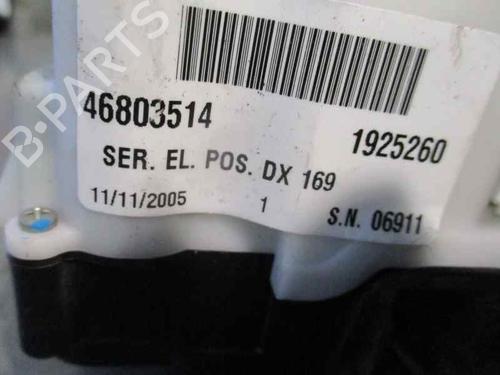 B-PARTS
46803514
1925260
SER. EL. POS. DX 169
11/11/2005 1 S.N. 06911